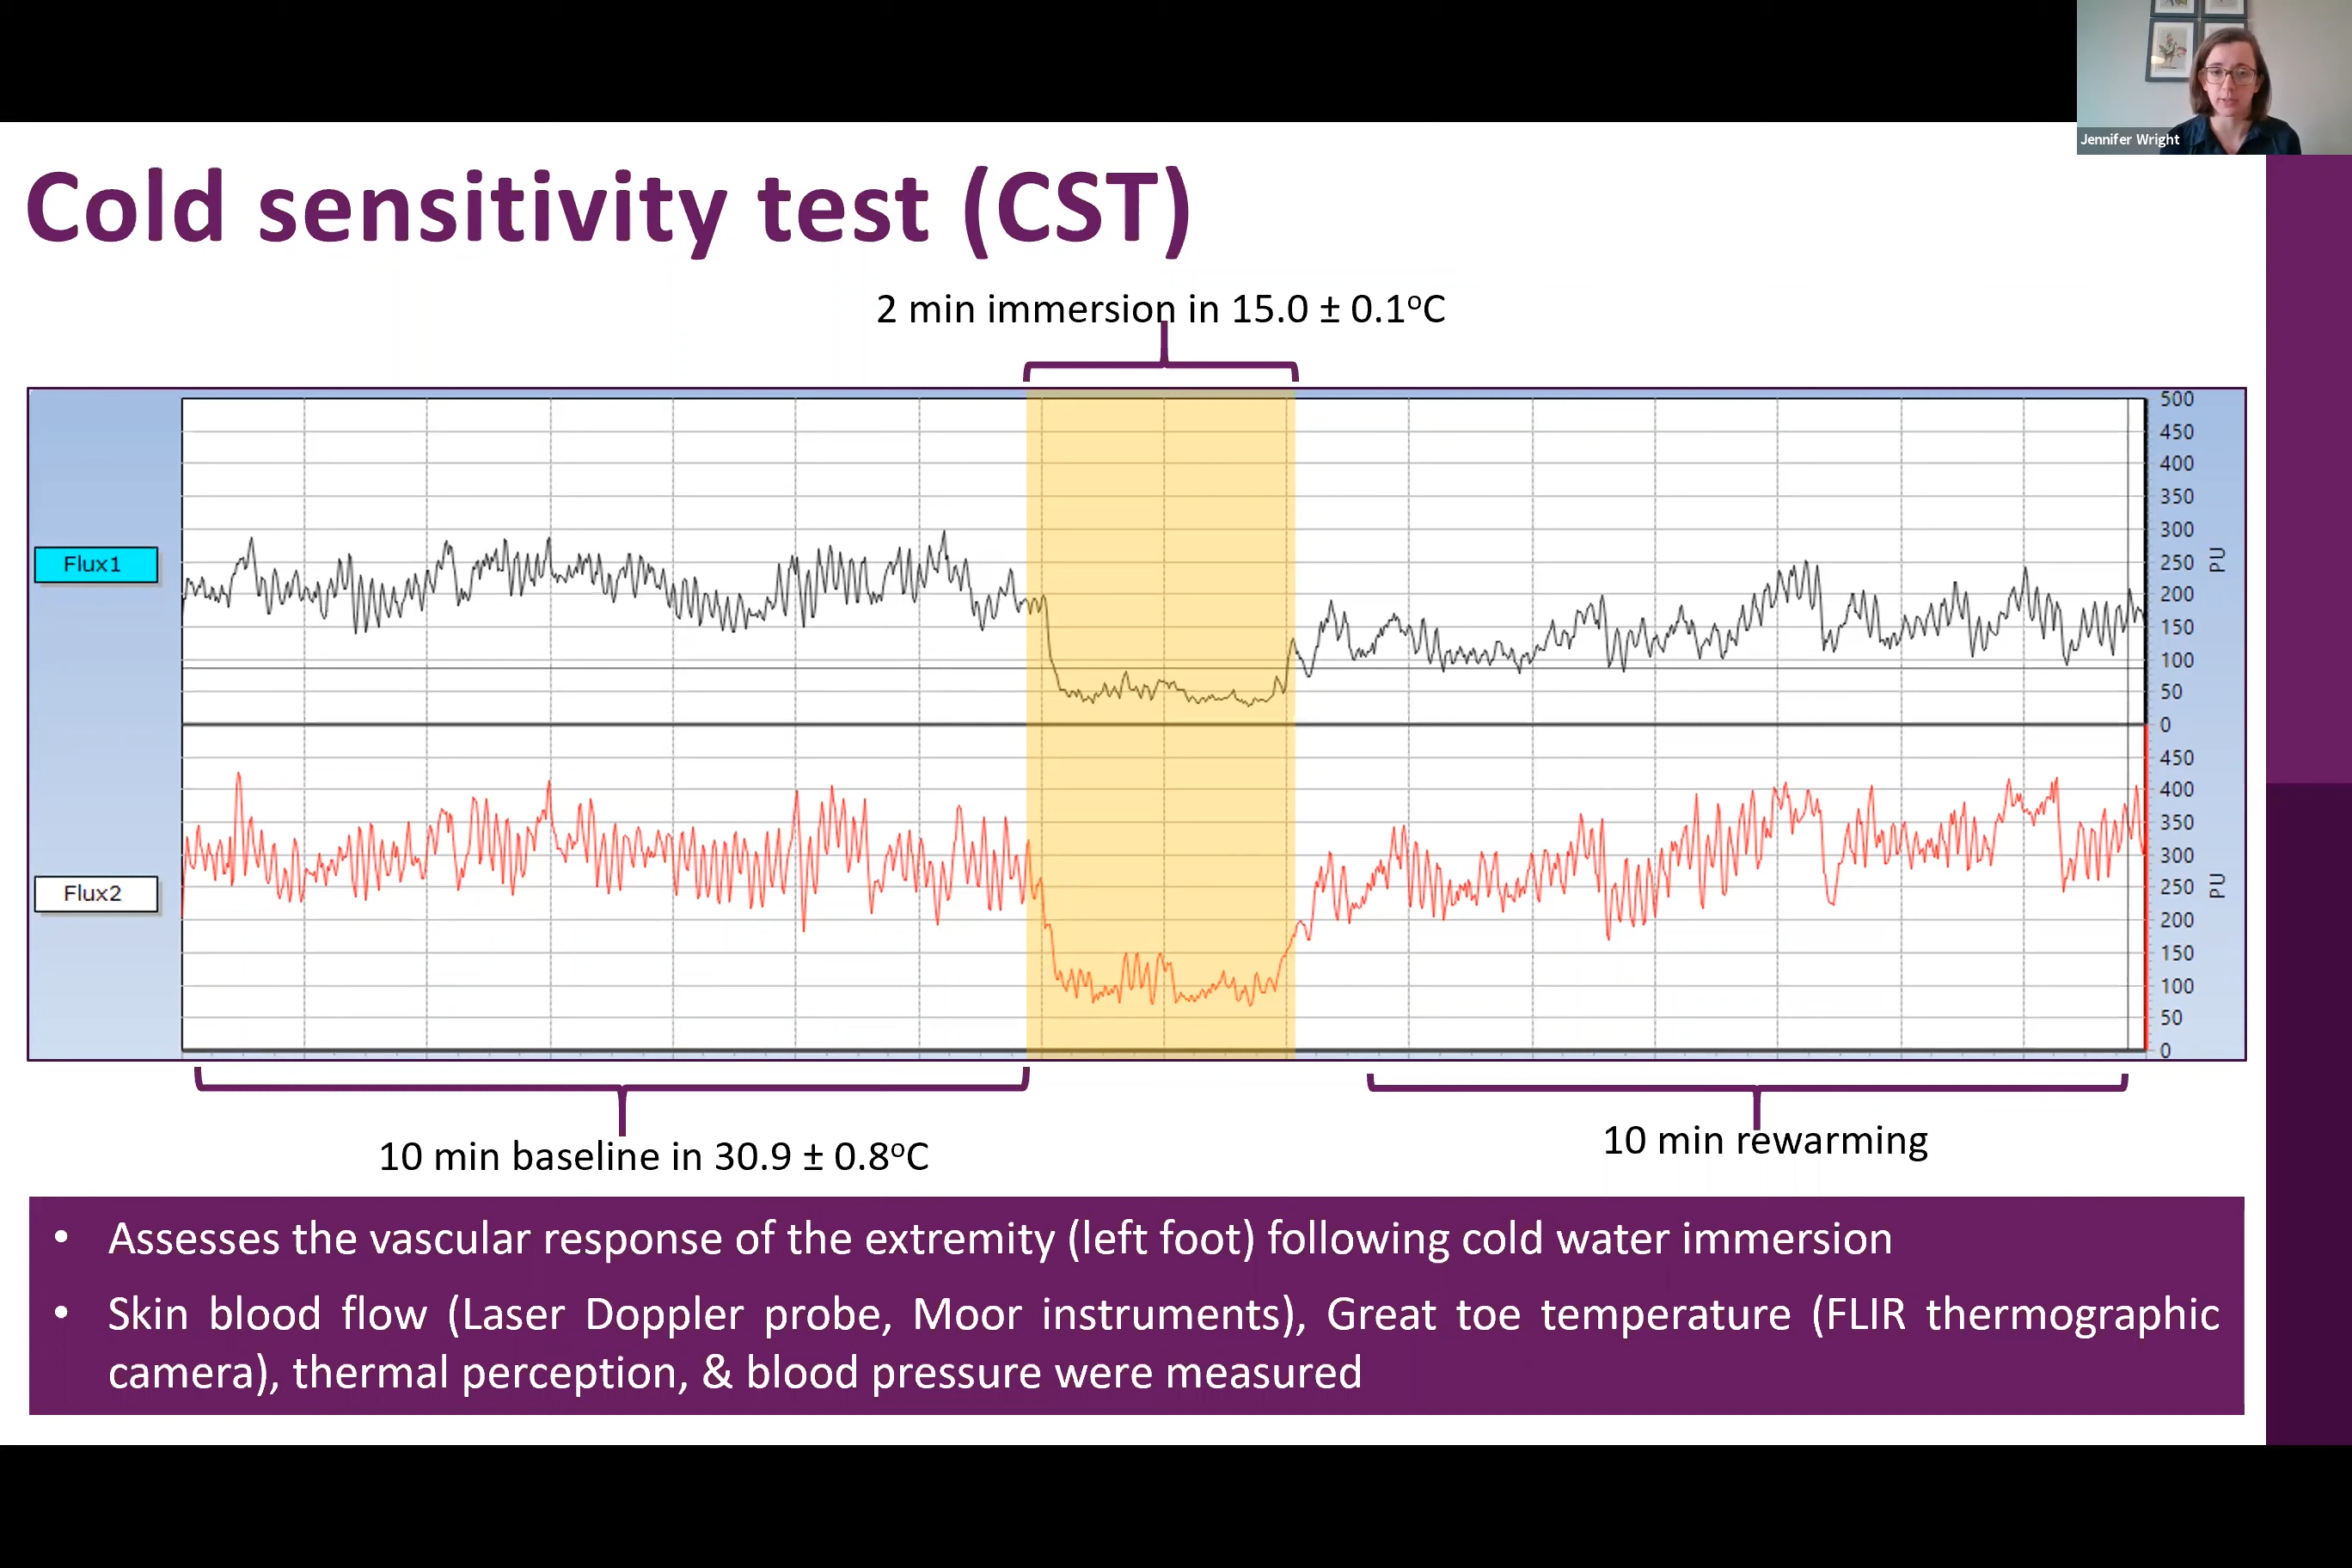 Jennifer Wright
Cold sensitivity test (CST)
2 min immersion in 15.0 ± 0.1ºC
500
450
400
350
300
250
200
150
100
50
0
PU
Flux1
450
400
350
300
250
200
150
100
50
0
PU
Flux2
10 min baseline in 30.9 ± 0.8ºC
10 min rewarming
• Assesses the vascular response of the extremity (left foot) following cold water immersion
• Skin blood flow (Laser Doppler probe, Moor instruments), Great toe temperature (FLIR thermographic
camera), thermal perception, & blood pressure were measured